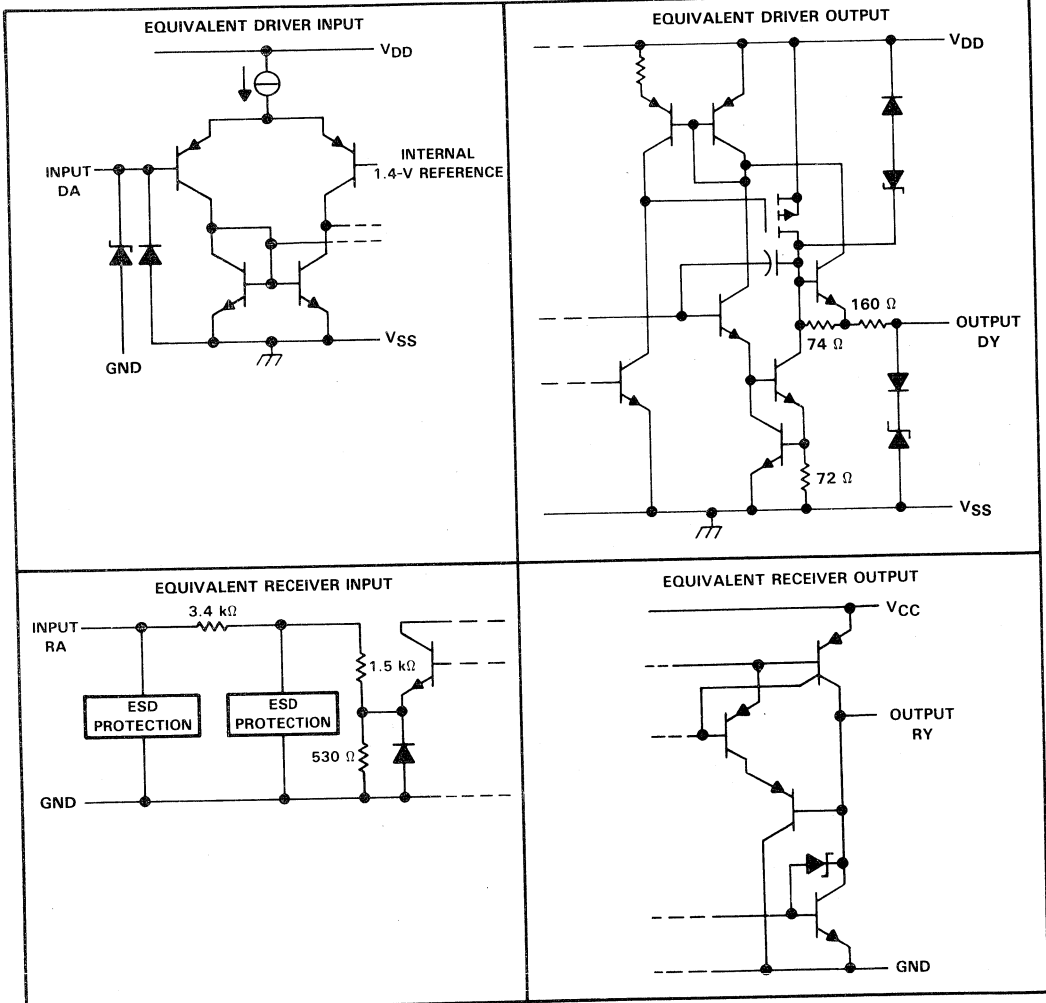 EQUIVALENT DRIVER INPUT
VDD
INPUT
DA
INTERNAL
1.4-V REFERENCE
VSS
GND
EQUIVALENT DRIVER OUTPUT
VDD
160 Ω
74 Ω
OUTPUT
DY
72 Ω
VSS
EQUIVALENT RECEIVER INPUT
3.4 kΩ
INPUT
RA
1.5 kΩ
ESD
PROTECTION
ESD
PROTECTION
530 Ω
GND
EQUIVALENT RECEIVER OUTPUT
VCC
OUTPUT
RY
GND